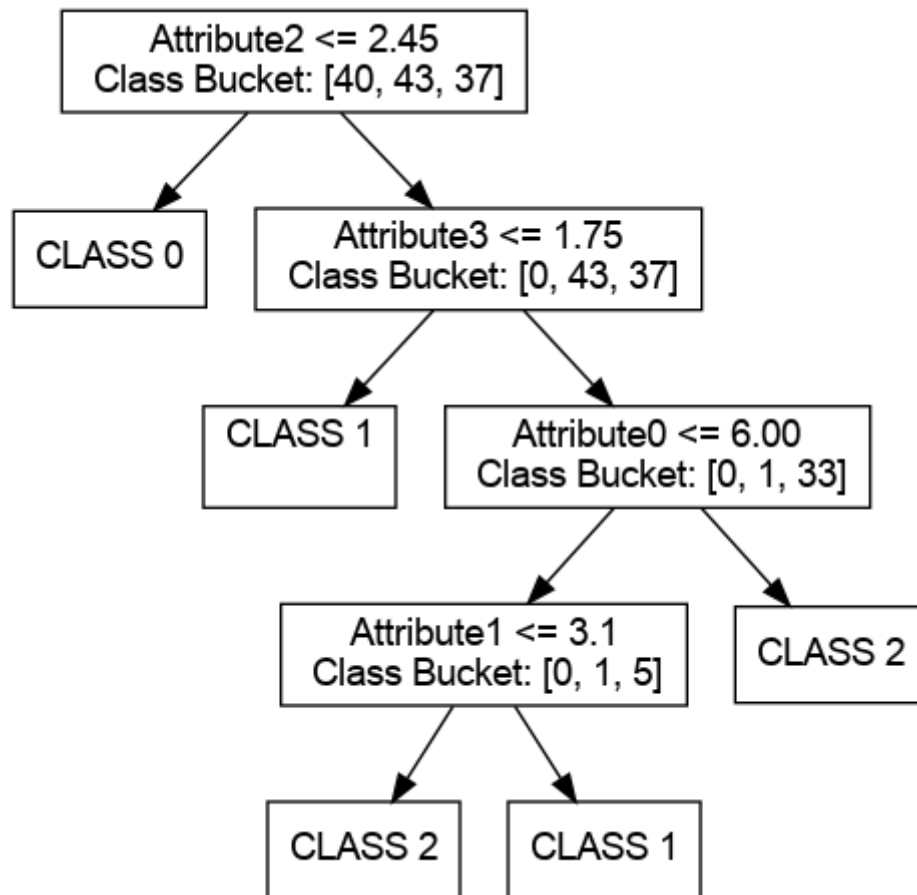 Attribute2 <= 2.45
Class Bucket: [40, 43, 37]
CLASS 0
Attribute3 <= 1.75
Class Bucket: [0, 43, 37]
CLASS 1
Attribute0 <= 6.00
Class Bucket: [0, 1, 33]
Attribute1 <= 3.1
Class Bucket: [0, 1, 5]
CLASS 2
CLASS 2
CLASS 1